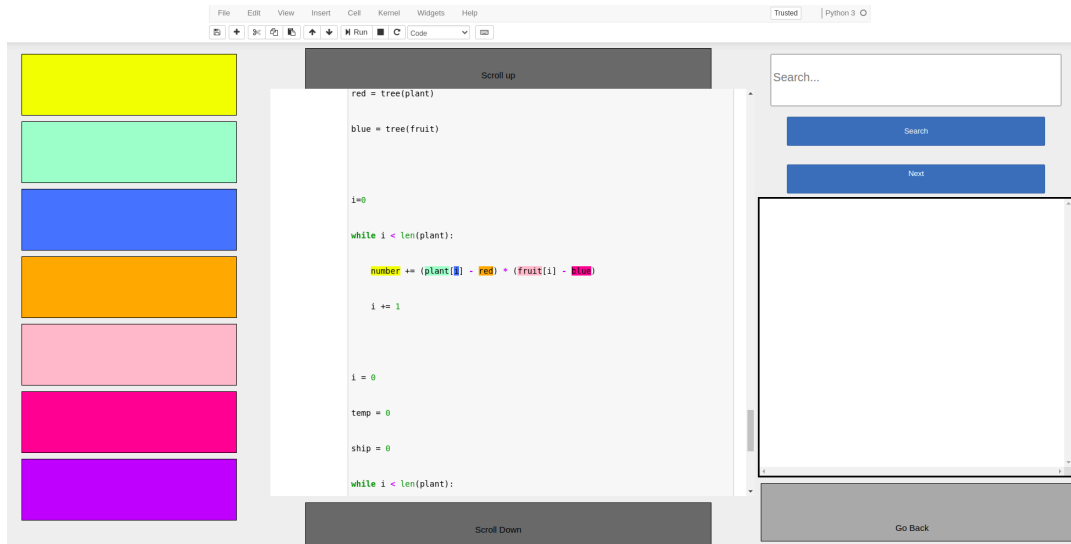 File Edit View Insert Cell Kernel Widgets Help Trusted Python 3
Run Code
Scroll up
red = tree(plant)
blue = tree(fruit)
i=0
while i < len(plant):
number += (plant[i] - red) * (fruit[i] - blue)
i += 1
i = 0
temp = 0
ship = 0
while i < len(plant):
Scroll Down
Search...
Search
Next
Go Back